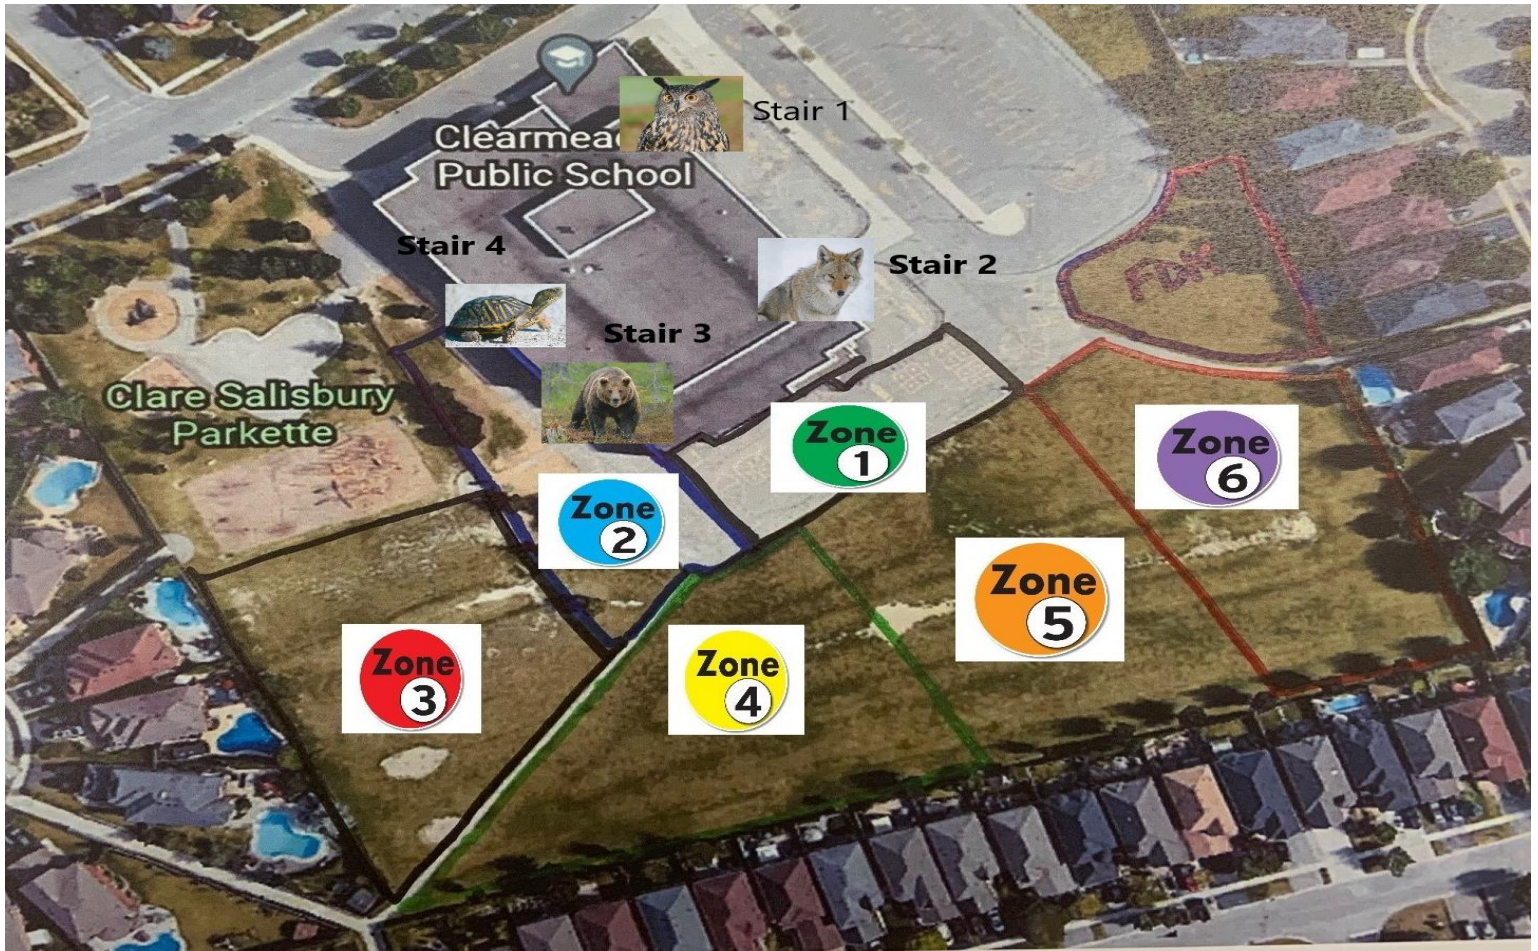 Stair 1
Clearmea
Public School
Stair 4
Stair 2
Stair 3
FDK
Clare Salisbury
Parkette
Zone
1
Zone
6
Zone
2
Zone
5
Zone
3
Zone
4